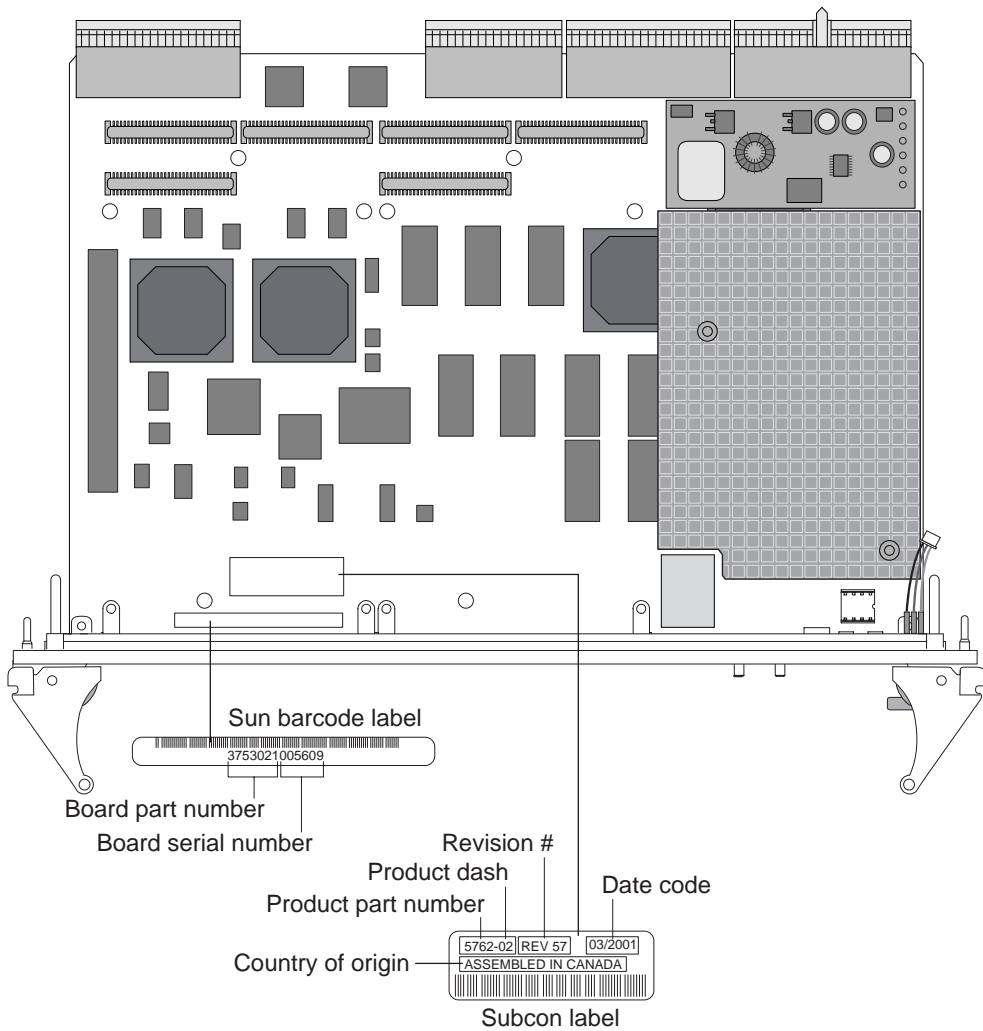 Sun barcode label
3753021005609
Board part number
Board serial number
Revision #
Product dash
Product part number
Date code
5762-02 REV 57 03/2001
Country of origin
ASSEMBLED IN CANADA
Subcon label